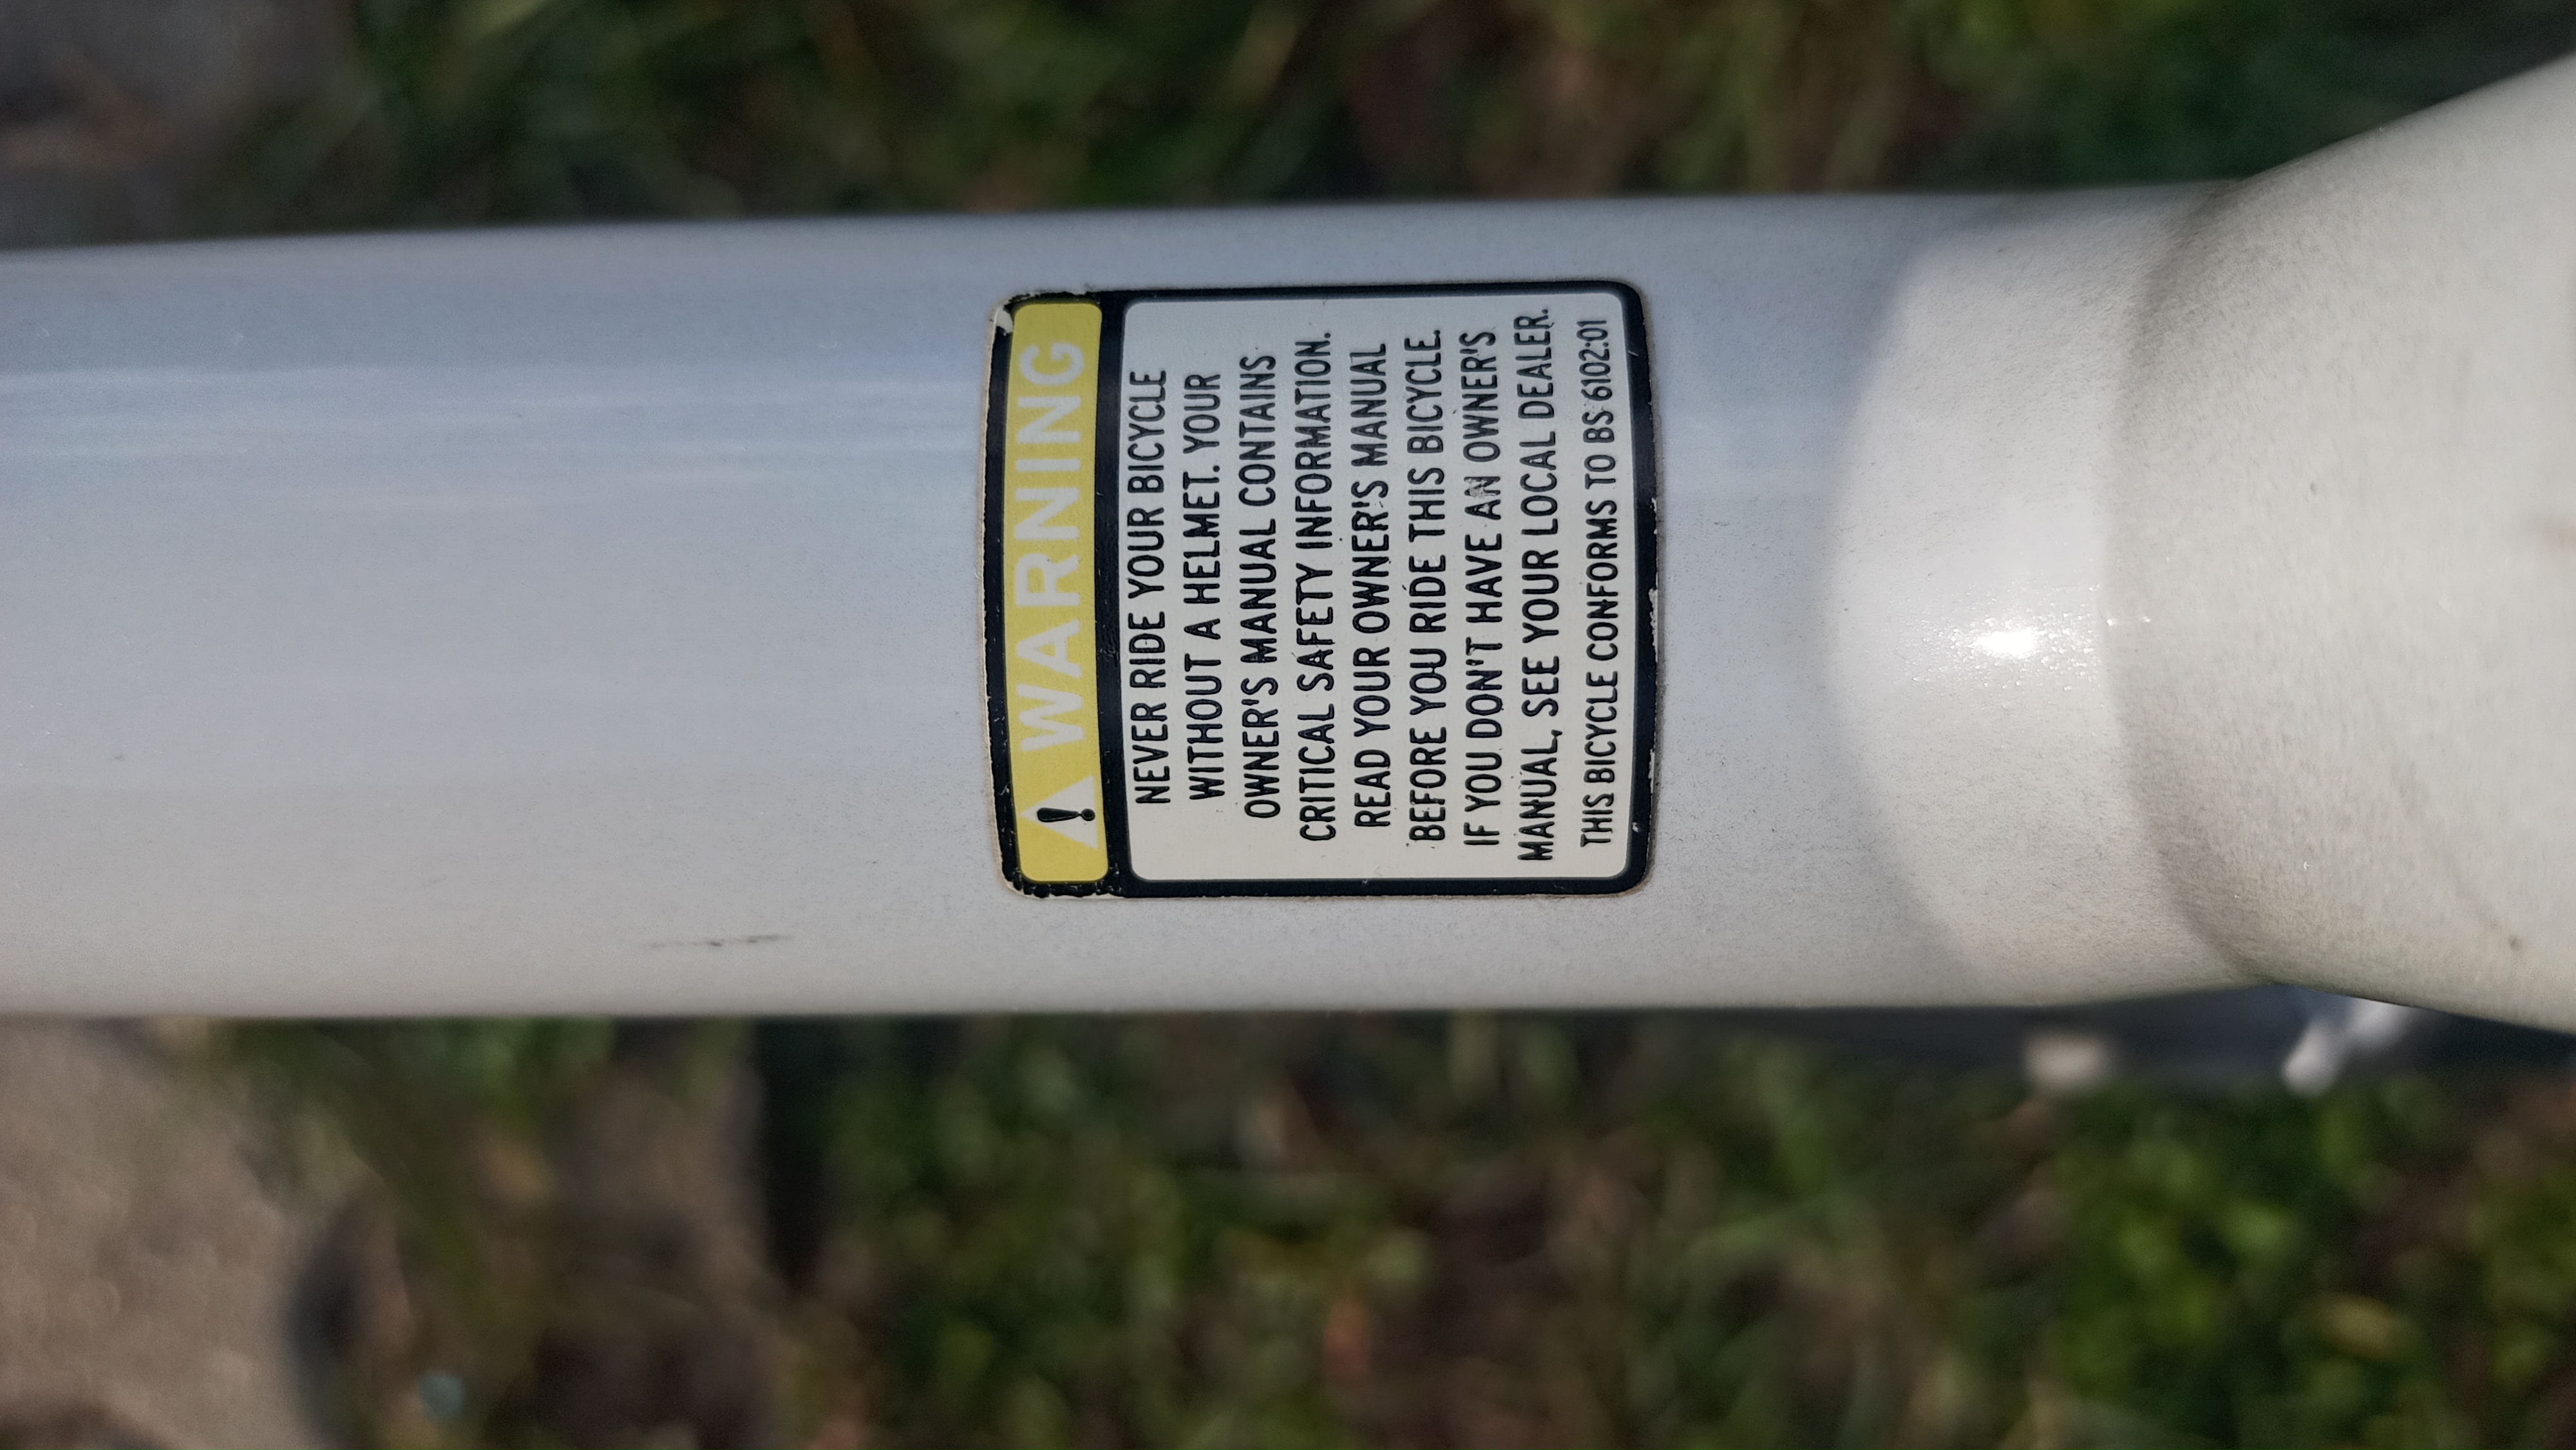 WARNING
NEVER RIDE YOUR BICYCLE
WITHOUT A HELMET. YOUR
OWNER'S MANUAL CONTAINS
CRITICAL SAFETY INFORMATION.
READ YOUR OWNER'S MANUAL
BEFORE YOU RIDE THIS BICYCLE.
IF YOU DON'T HAVE AN OWNER'S
MANUAL, SEE YOUR LOCAL DEALER.
THIS BICYCLE CONFORMS TO BS 6102:01